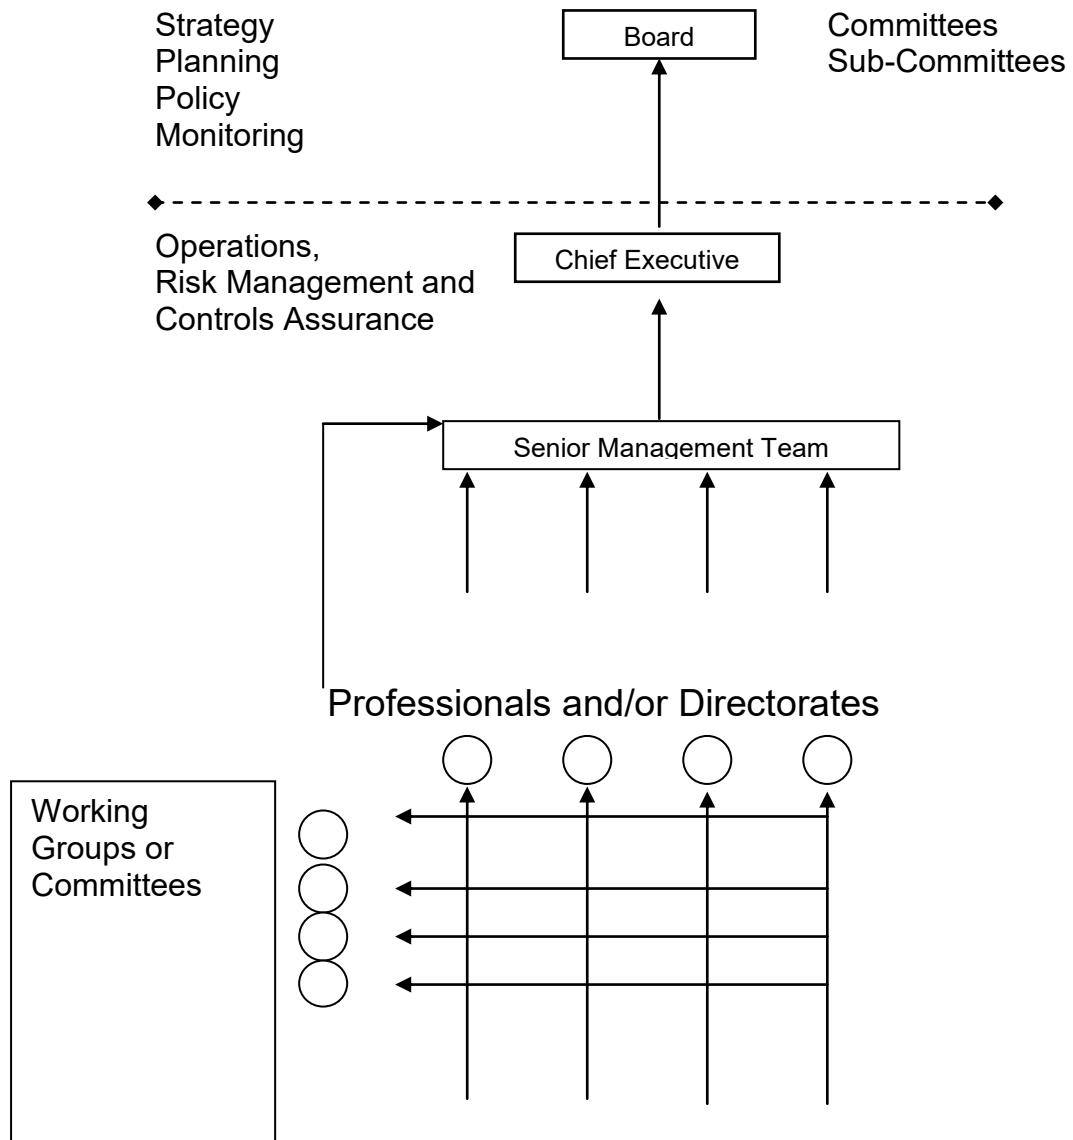 Strategy
Planning
Policy
Monitoring
Board
Committees
Sub-Committees
Operations,
Risk Management and
Controls Assurance
Chief Executive
Senior Management Team
Professionals and/or Directorates
Working
Groups or
Committees